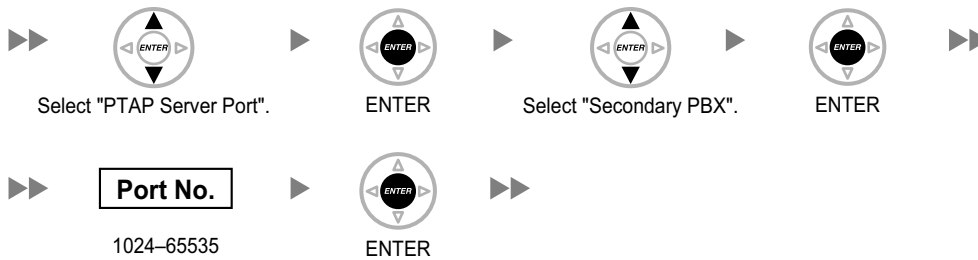 ENTER ENTER ENTER ENTER
Select "PTAP Server Port". ENTER Select "Secondary PBX". ENTER
Port No. ENTER
1024–65535 ENTER